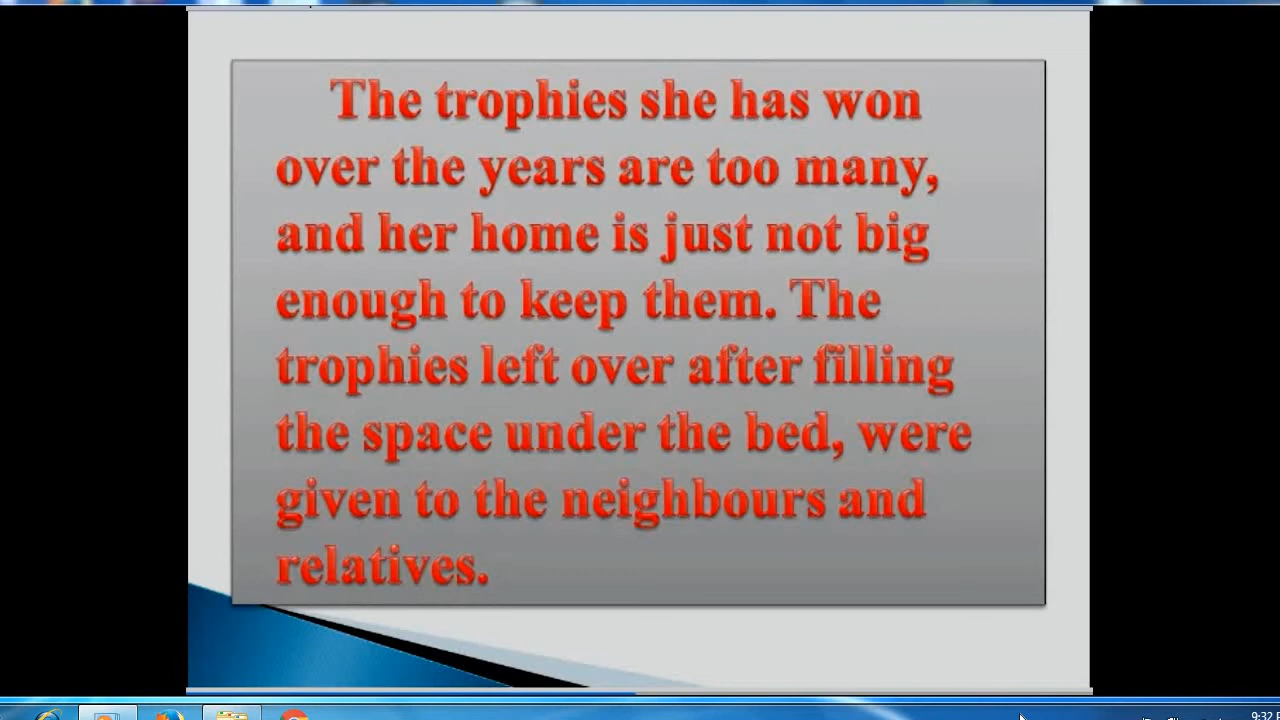 The trophies she has won
over the years are too many,
and her home is just not big
enough to keep them. The
trophies left over after filling
the space under the bed, were
given to the neighbours and
relatives.
9:32